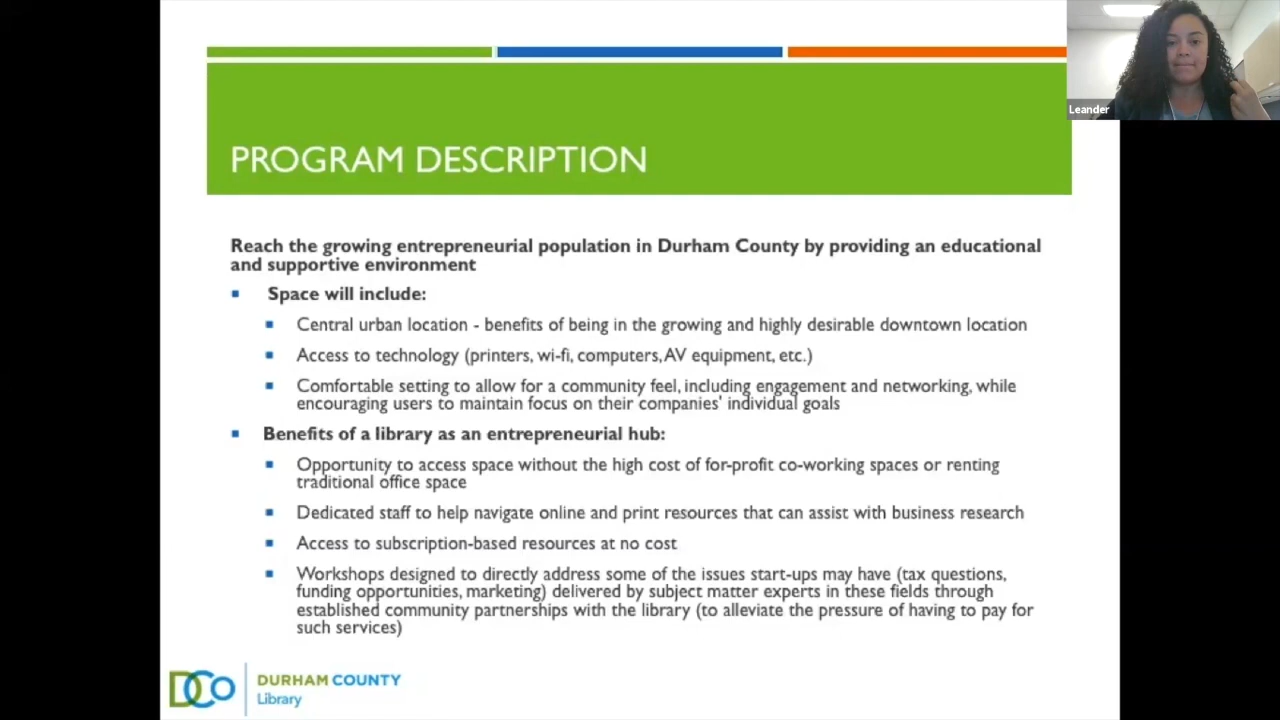 Leander
PROGRAM DESCRIPTION
Reach the growing entrepreneurial population in Durham County by providing an educational
and supportive environment
Space will include:
Central urban location - benefits of being in the growing and highly desirable downtown location
Access to technology (printers, wi-fi, computers, AV equipment, etc.)
Comfortable setting to allow for a community feel, including engagement and networking, while
encouraging users to maintain focus on their companies' individual goals
Benefits of a library as an entrepreneurial hub:
Opportunity to access space without the high cost of for-profit co-working spaces or renting
traditional office space
Dedicated staff to help navigate online and print resources that can assist with business research
Access to subscription-based resources at no cost
Workshops designed to directly address some of the issues start-ups may have (tax questions,
funding opportunities, marketing) delivered by subject matter experts in these fields through
established community partnerships with the library (to alleviate the pressure of having to pay for
such services)
DCo
DURHAM COUNTY
Library